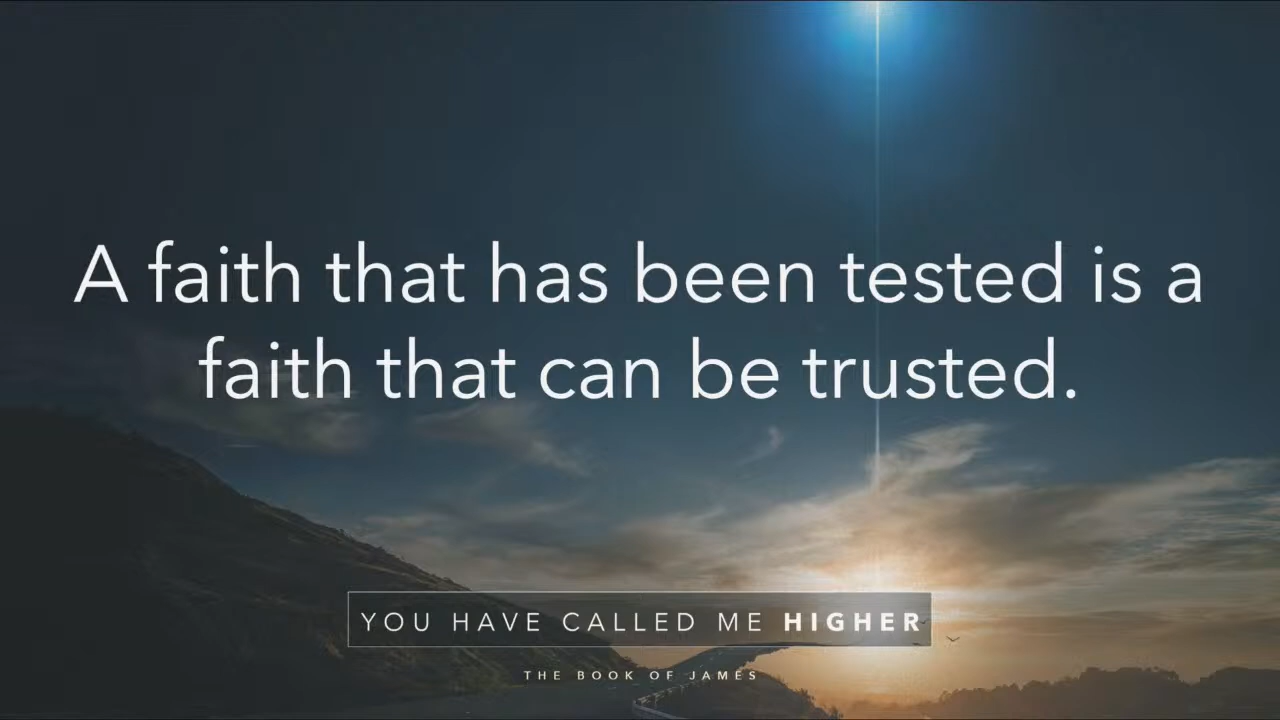 A faith that has been tested is a
faith that can be trusted.
YOU HAVE CALLED ME HIGHER
THE BOOK OF JAMES